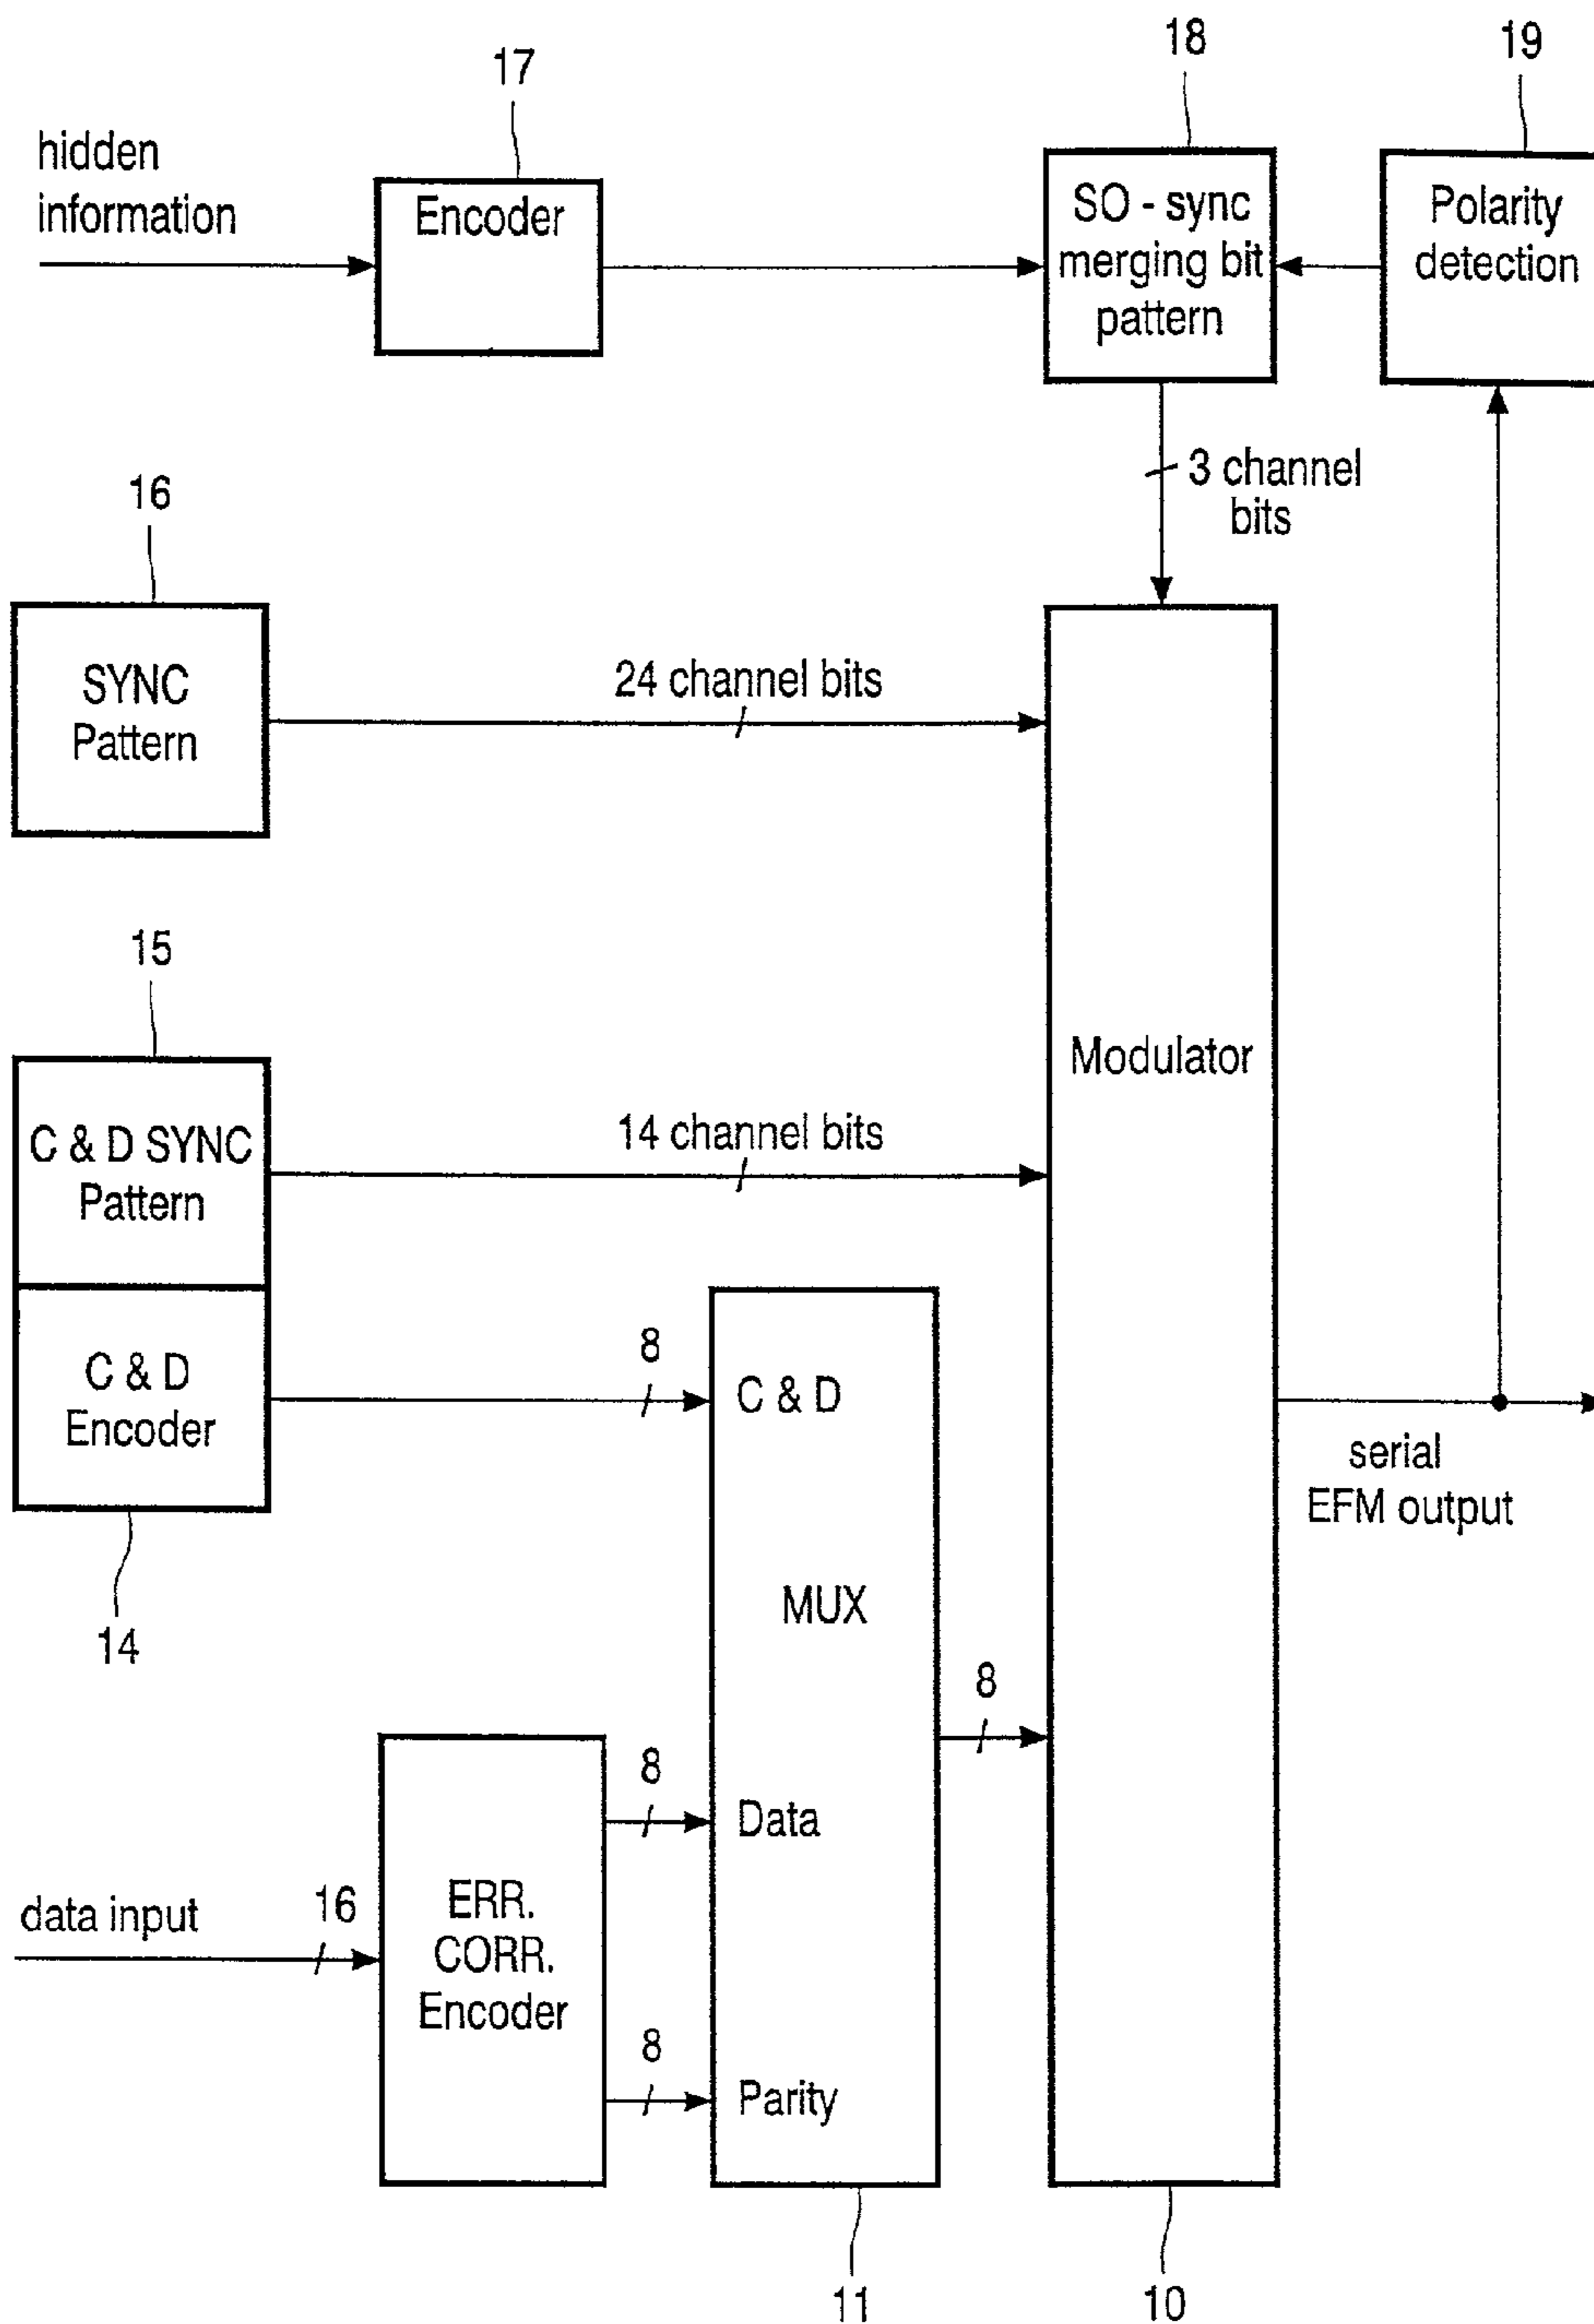 18
19
17
hidden
information
Encoder
SO - sync
merging bit
pattern
Polarity
detection
3 channel
bits
16
SYNC
Pattern
24 channel bits
15
C & D SYNC
Pattern
14 channel bits
Modulator
C & D
Encoder
8
C & D
14
serial
EFM output
MUX
8
8
Data
data input
16
ERR.
CORR.
Encoder
8
Parity
11
10